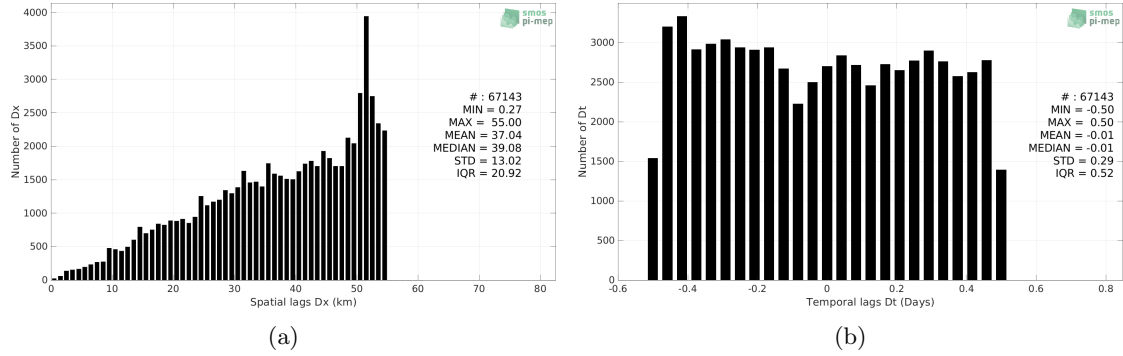 4000
3500
3000
2500
2000
1500
1000
500
0
Number of Dx
smos
pi-mep
# : 67143
MIN = 0.27
MAX = 55.00
MEAN = 37.04
MEDIAN = 39.08
STD = 13.02
IQR = 20.92
0 10 20 30 40 50 60 70 80
Spatial lags Dx (km)
(a)
3000
2500
2000
1500
1000
500
0
Number of Dt
smos
pi-mep
# : 67143
MIN = -0.50
MAX = 0.50
MEAN = -0.01
MEDIAN = -0.01
STD = 0.29
IQR = 0.52
-0.6 -0.4 -0.2 0 0.2 0.4 0.6 0.8
Temporal lags Dt (Days)
(b)